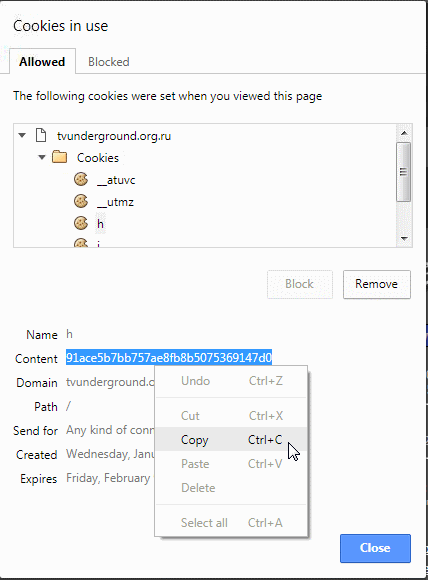 Cookies in use
Allowed Blocked
The following cookies were set when you viewed this page
tvunderground.org.ru
Cookies
__atuvc
__utmz
h
i
Block Remove
Name h
Content 91ace5b7bb757ae8fb8b5075369147d0
Domain tvunderground.o
Path /
Send for Any kind of conn
Created Wednesday, Janu
Expires Friday, February
Undo Ctrl+Z
Cut Ctrl+X
Copy Ctrl+C
Paste Ctrl+V
Delete
Select all Ctrl+A
Close